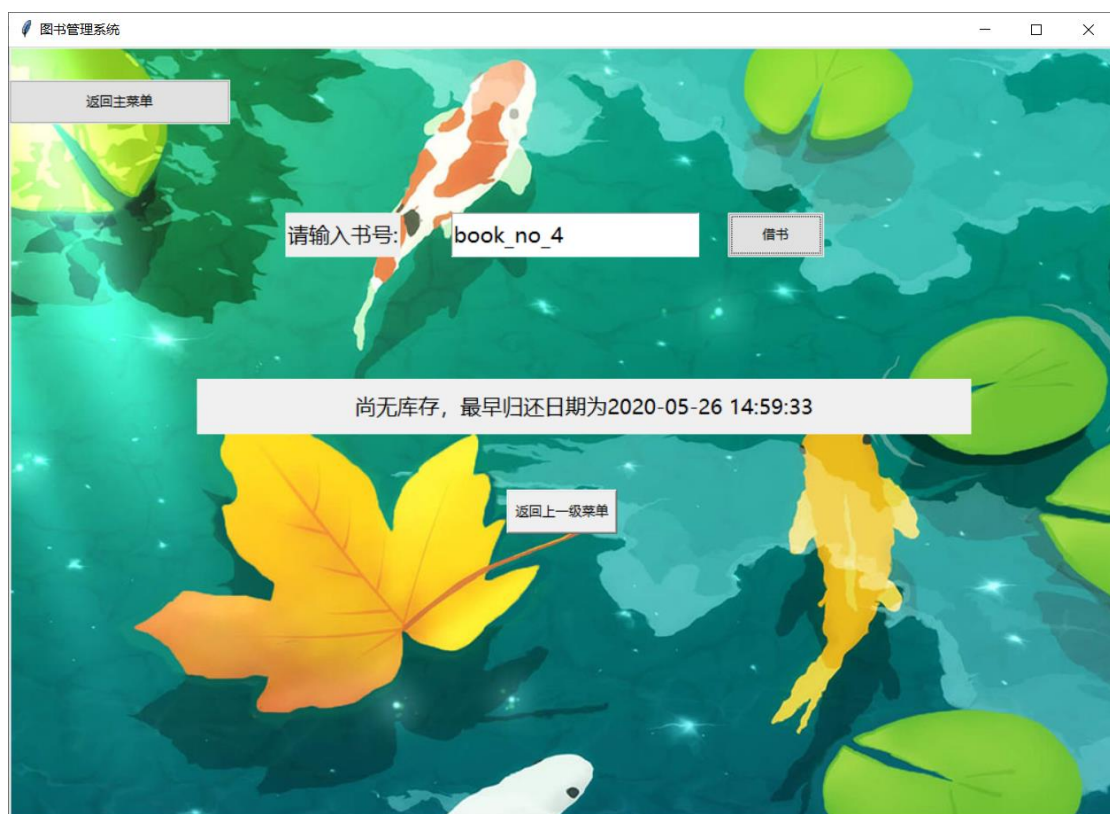 图书管理系统
返回主菜单
请输入书号: book_no_4 借书
尚无库存，最早归还日期为2020-05-26 14:59:33
返回上一级菜单